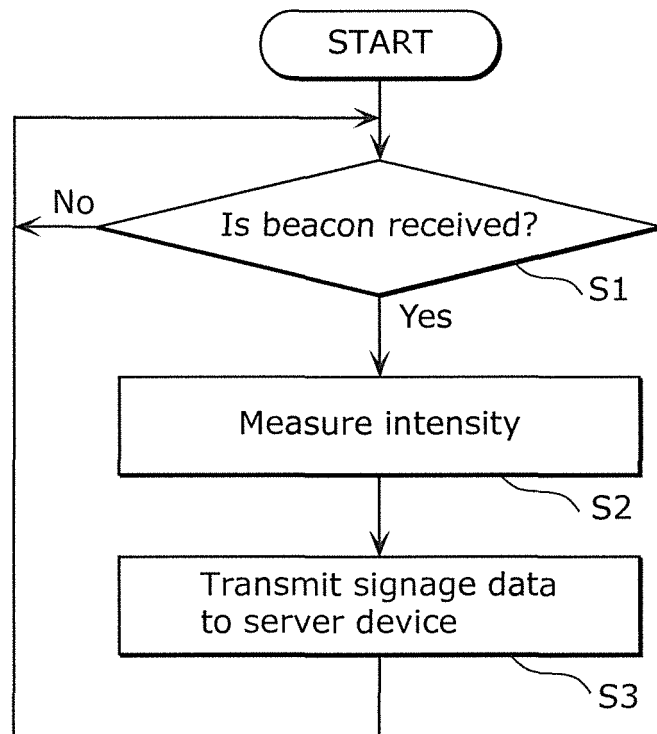 START
No
Is beacon received?
S1
Yes
Measure intensity
S2
Transmit signage data
to server device
S3